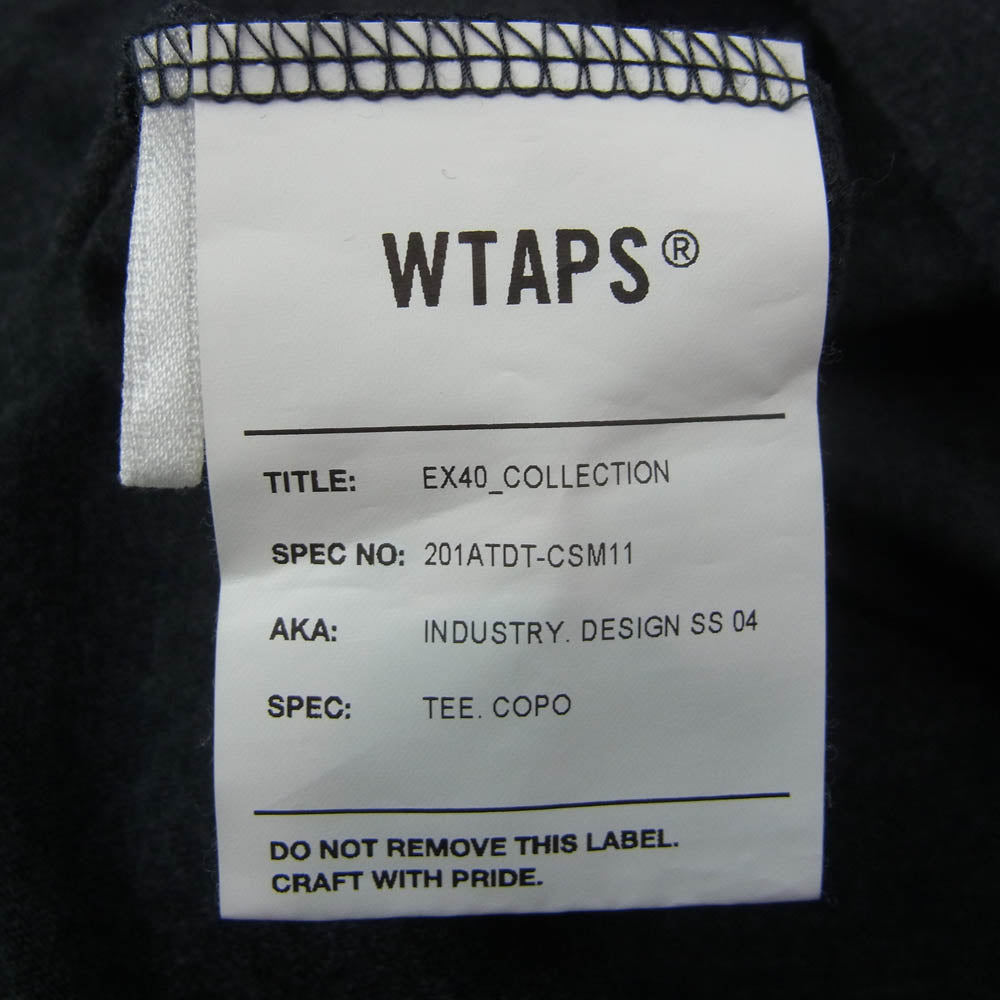 WTAPS®
TITLE: EX40_COLLECTION
SPEC NO: 201ATDT-CSM11
AKA: INDUSTRY. DESIGN SS 04
SPEC: TEE. COPO
DO NOT REMOVE THIS LABEL.
CRAFT WITH PRIDE.